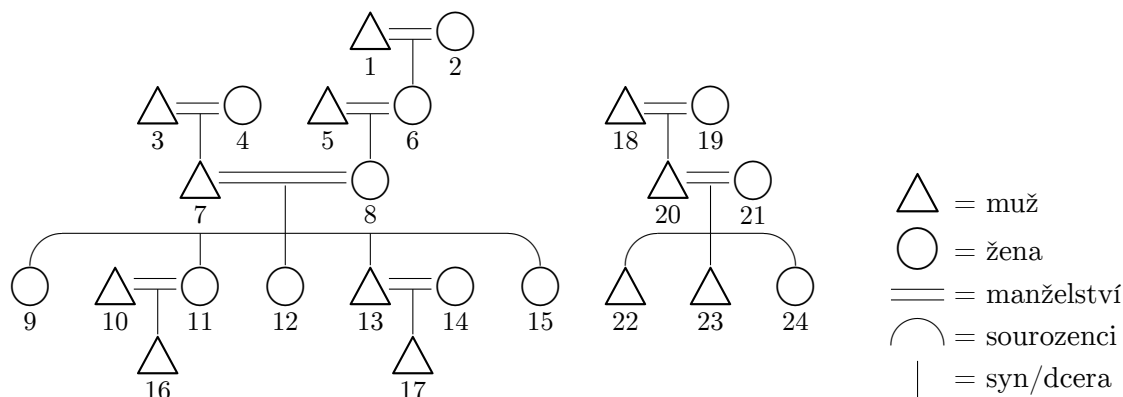 1 2
3 4 5 6 18 19
7 8 20 21
9 10 11 12 13 14 15 22 23 24
16 17
= muž
= žena
= manželství
= sourozenci
= syn/dcera